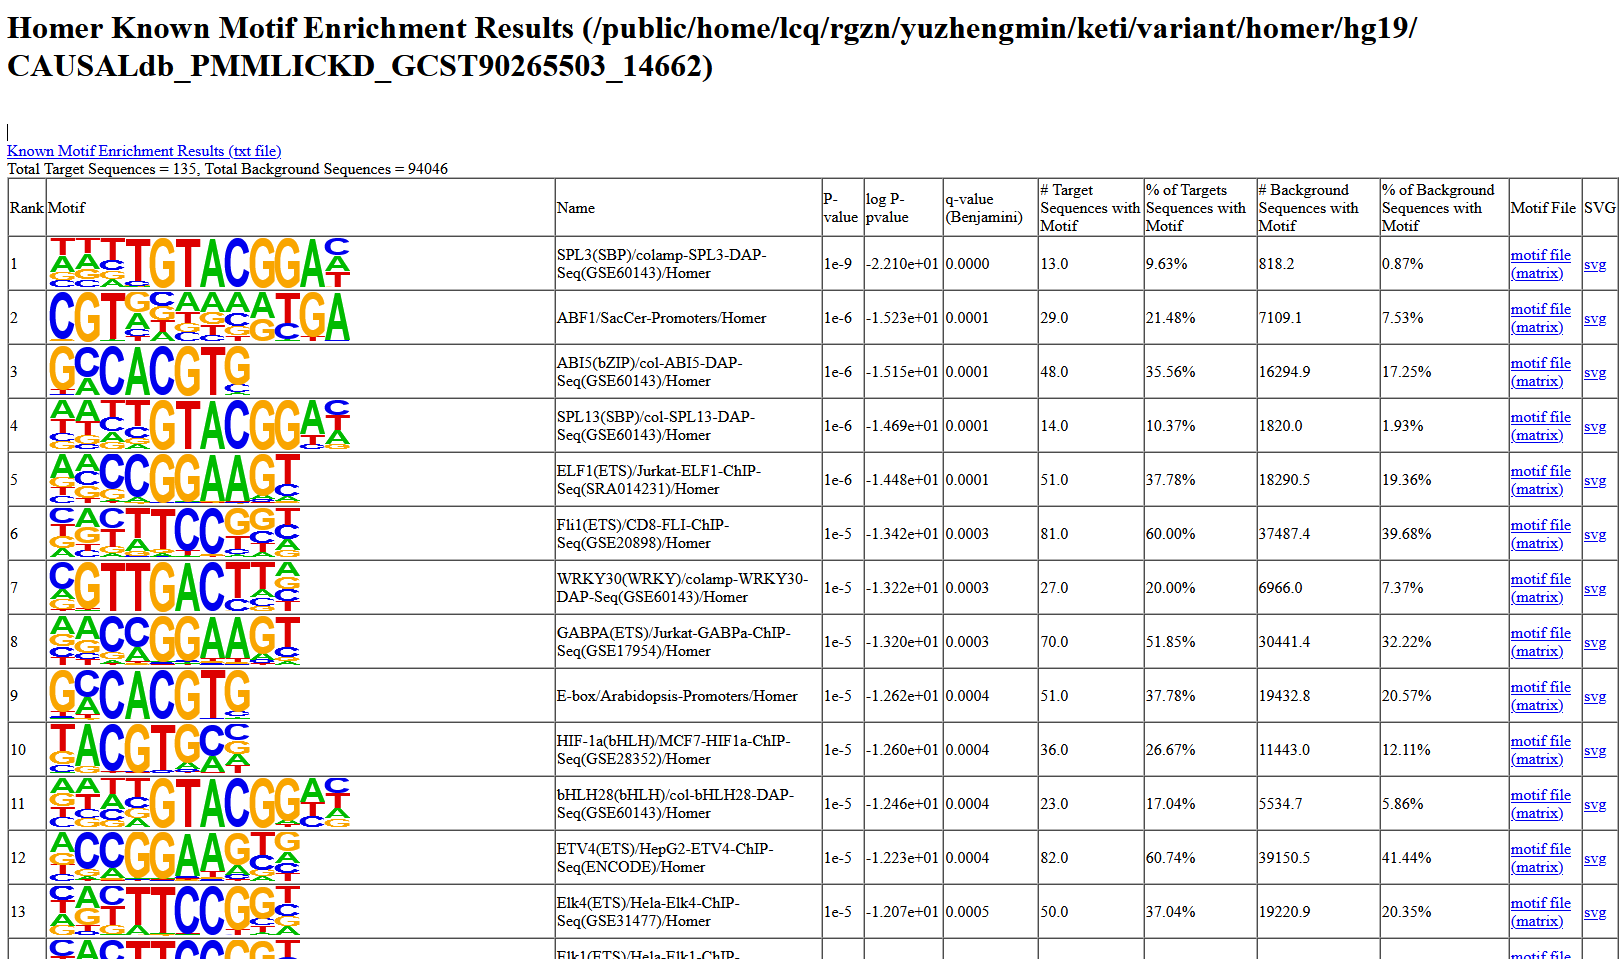 Homer Known Motif Enrichment Results (/public/home/lcq/rgzn/yuzhengmin/keti/variant/homer/hg19/
CAUSALdb_PMMLICKD_GCST90265503_14662)
Known Motif Enrichment Results (txt file)
Total Target Sequences = 135, Total Background Sequences = 94046
Rank Motif Name P-value log P-pvalue q-value (Benjamini) # Target Sequences with Motif % of Targets Sequences with Motif # Background Sequences with Motif % of Background Sequences with Motif Motif File SVG
1 SPL3(SBP)/colamp-SPL3-DAP-Seq(GSE60143)/Homer 1e-9 -2.210e+01 0.0000 13.0 9.63% 818.2 0.87% motif file (matrix) svg
2 ABF1/SacCer-Promoters/Homer 1e-6 -1.523e+01 0.0001 29.0 21.48% 7109.1 7.53% motif file (matrix) svg
3 ABI5(bZIP)/col-ABI5-DAP-Seq(GSE60143)/Homer 1e-6 -1.515e+01 0.0001 48.0 35.56% 16294.9 17.25% motif file (matrix) svg
4 SPL13(SBP)/col-SPL13-DAP-Seq(GSE60143)/Homer 1e-6 -1.469e+01 0.0001 14.0 10.37% 1820.0 1.93% motif file (matrix) svg
5 ELF1(ETS)/Jurkat-ELF1-ChIP-Seq(SRA014231)/Homer 1e-6 -1.448e+01 0.0001 51.0 37.78% 18290.5 19.36% motif file (matrix) svg
6 Fli1(ETS)/CD8-FLI-ChIP-Seq(GSE20898)/Homer 1e-5 -1.342e+01 0.0003 81.0 60.00% 37487.4 39.68% motif file (matrix) svg
7 WRKY30(WRKY)/colamp-WRKY30-DAP-Seq(GSE60143)/Homer 1e-5 -1.322e+01 0.0003 27.0 20.00% 6966.0 7.37% motif file (matrix) svg
8 GABPA(ETS)/Jurkat-GABPa-ChIP-Seq(GSE17954)/Homer 1e-5 -1.320e+01 0.0003 70.0 51.85% 30441.4 32.22% motif file (matrix) svg
9 E-box/Arabidopsis-Promoters/Homer 1e-5 -1.262e+01 0.0004 51.0 37.78% 19432.8 20.57% motif file (matrix) svg
10 HIF-1a(bHLH)/MCF7-HIF1a-ChIP-Seq(GSE28352)/Homer 1e-5 -1.260e+01 0.0004 36.0 26.67% 11443.0 12.11% motif file (matrix) svg
11 bHLH28(bHLH)/col-bHLH28-DAP-Seq(GSE60143)/Homer 1e-5 -1.246e+01 0.0004 23.0 17.04% 5534.7 5.86% motif file (matrix) svg
12 ETV4(ETS)/HepG2-ETV4-ChIP-Seq(ENCODE)/Homer 1e-5 -1.223e+01 0.0004 82.0 60.74% 39150.5 41.44% motif file (matrix) svg
13 Elk4(ETS)/Hela-Elk4-ChIP-Seq(GSE31477)/Homer 1e-5 -1.207e+01 0.0005 50.0 37.04% 19220.9 20.35% motif file (matrix) svg
Elk1(ETS)/Hela-Elk1-ChIP- motif file